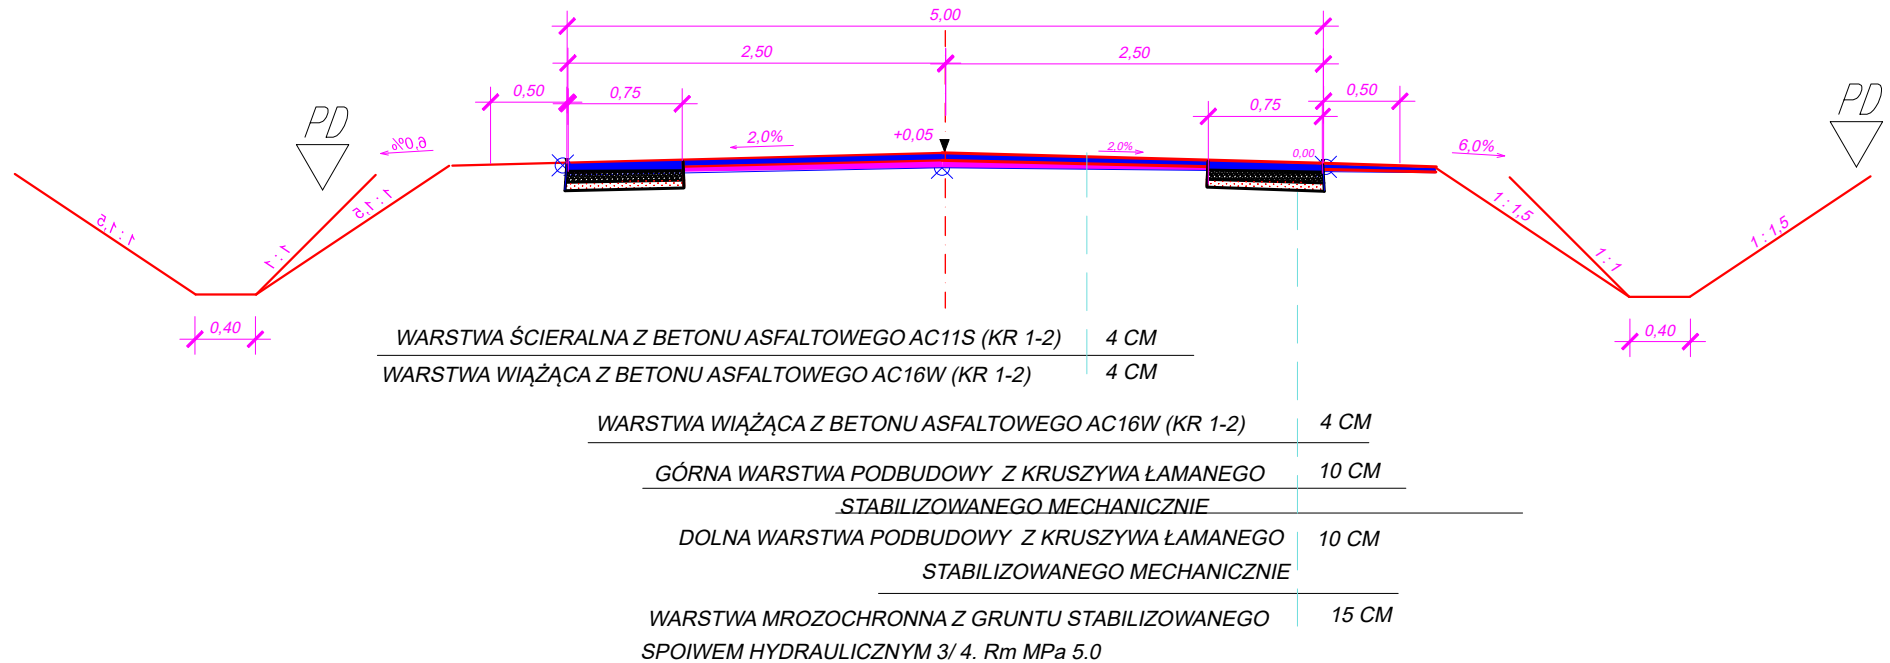 5,00
2,50
2,50
0,50
0,75
0,75
0,50
PD
PD
6,0%
2,0%
+0,05
2,0%
0,00
6,0%
1:1,5
1:1,5
1:1
1:1,5
1:1
1:1,5
0,40
0,40
WARSTWA ŚCIERALNA Z BETONU ASFALTOWEGO AC11S (KR 1-2) 4 CM
WARSTWA WIĄŻĄCA Z BETONU ASFALTOWEGO AC16W (KR 1-2) 4 CM
WARSTWA WIĄŻĄCA Z BETONU ASFALTOWEGO AC16W (KR 1-2) 4 CM
GÓRNA WARSTWA PODBUDOWY Z KRUSZYWA ŁAMANEGO 10 CM
STABILIZOWANEGO MECHANICZNIE
DOLNA WARSTWA PODBUDOWY Z KRUSZYWA ŁAMANEGO 10 CM
STABILIZOWANEGO MECHANICZNIE
WARSTWA MROZOCHRONNA Z GRUNTU STABILIZOWANEGO 15 CM
SPOIWEM HYDRAULICZNYM 3/ 4. Rm MPa 5.0